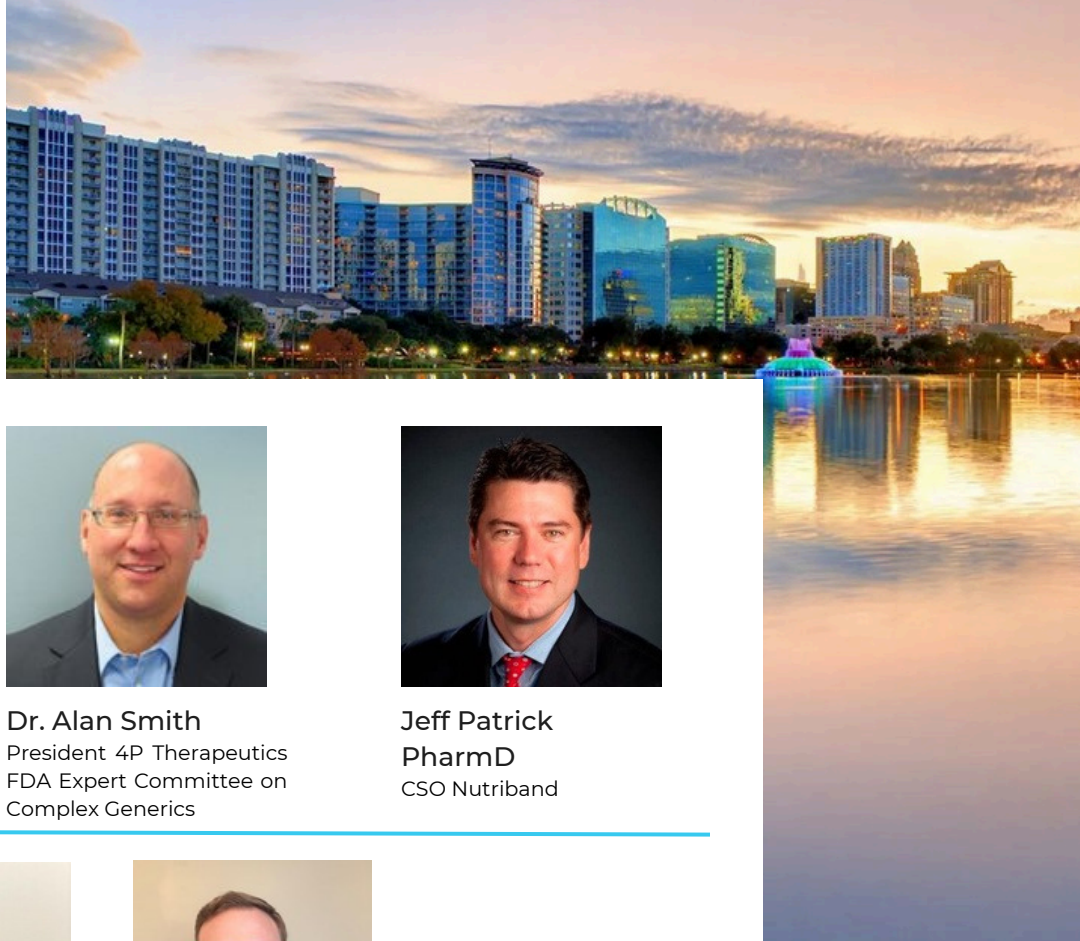 Dr. Alan Smith
President 4P Therapeutics
FDA Expert Committee on
Complex Generics
Jeff Patrick
PharmD
CSO Nutriband